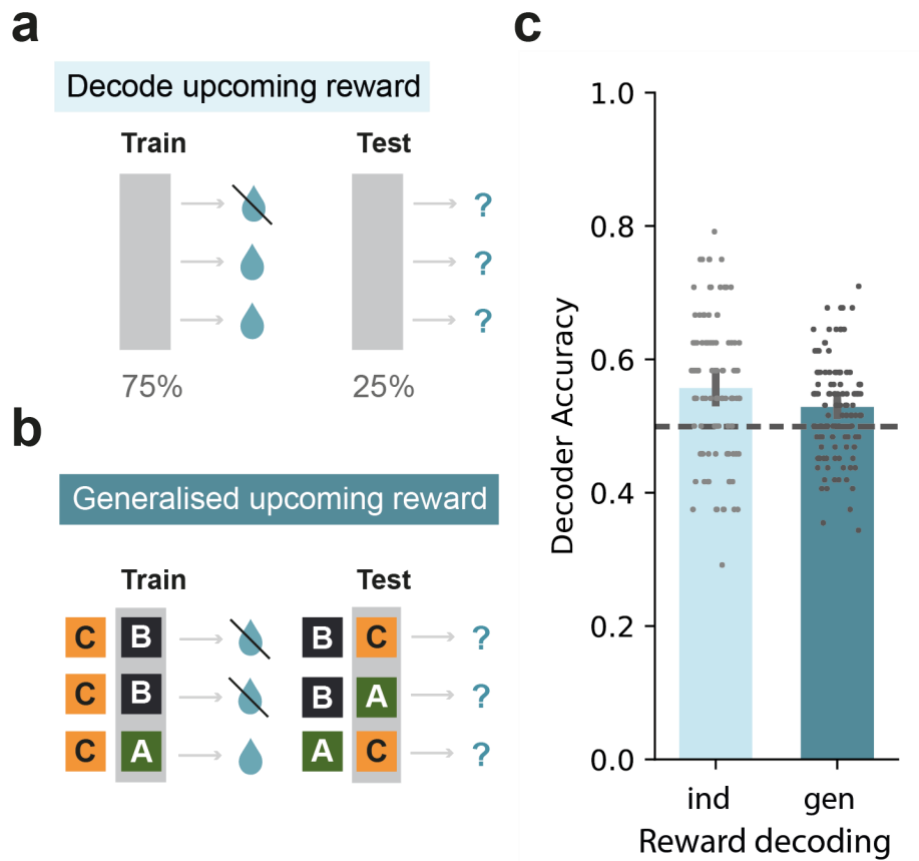 a
Decode upcoming reward
Train Test
?
?
?
75% 25%
b
Generalised upcoming reward
Train Test
C B B C ?
C B B A ?
C A A C ?
c
1.0
0.8
0.6
0.4
0.2
0.0
Decoder Accuracy
ind gen
Reward decoding